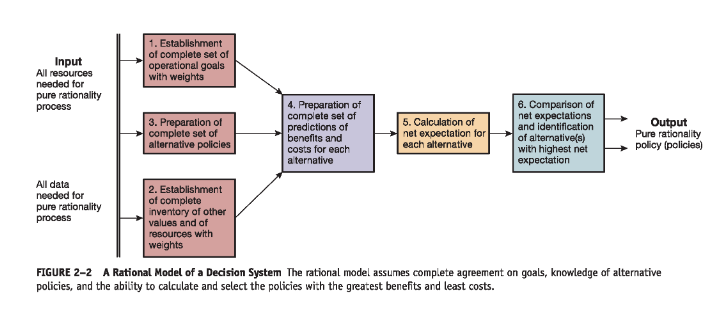 Input
All resources
needed for
pure rationality
process
All data
needed for
pure rationality
process
1. Establishment
of complete set of
operational goals
with weights
3. Preparation of
complete set of
alternative policies
2. Establishment
of complete
inventory of other
values and of
resources with
weights
4. Preparation of
complete set of
predictions of
benefits and
costs for each
alternative
5. Calculation of
net expectation for
each alternative
6. Comparison of
net expectations
and identification
of alternative(s)
with highest net
expectation
Output
Pure rationality
policy (policies)
FIGURE 2–2 A Rational Model of a Decision System The rational model assumes complete agreement on goals, knowledge of alternative
policies, and the ability to calculate and select the policies with the greatest benefits and least costs.